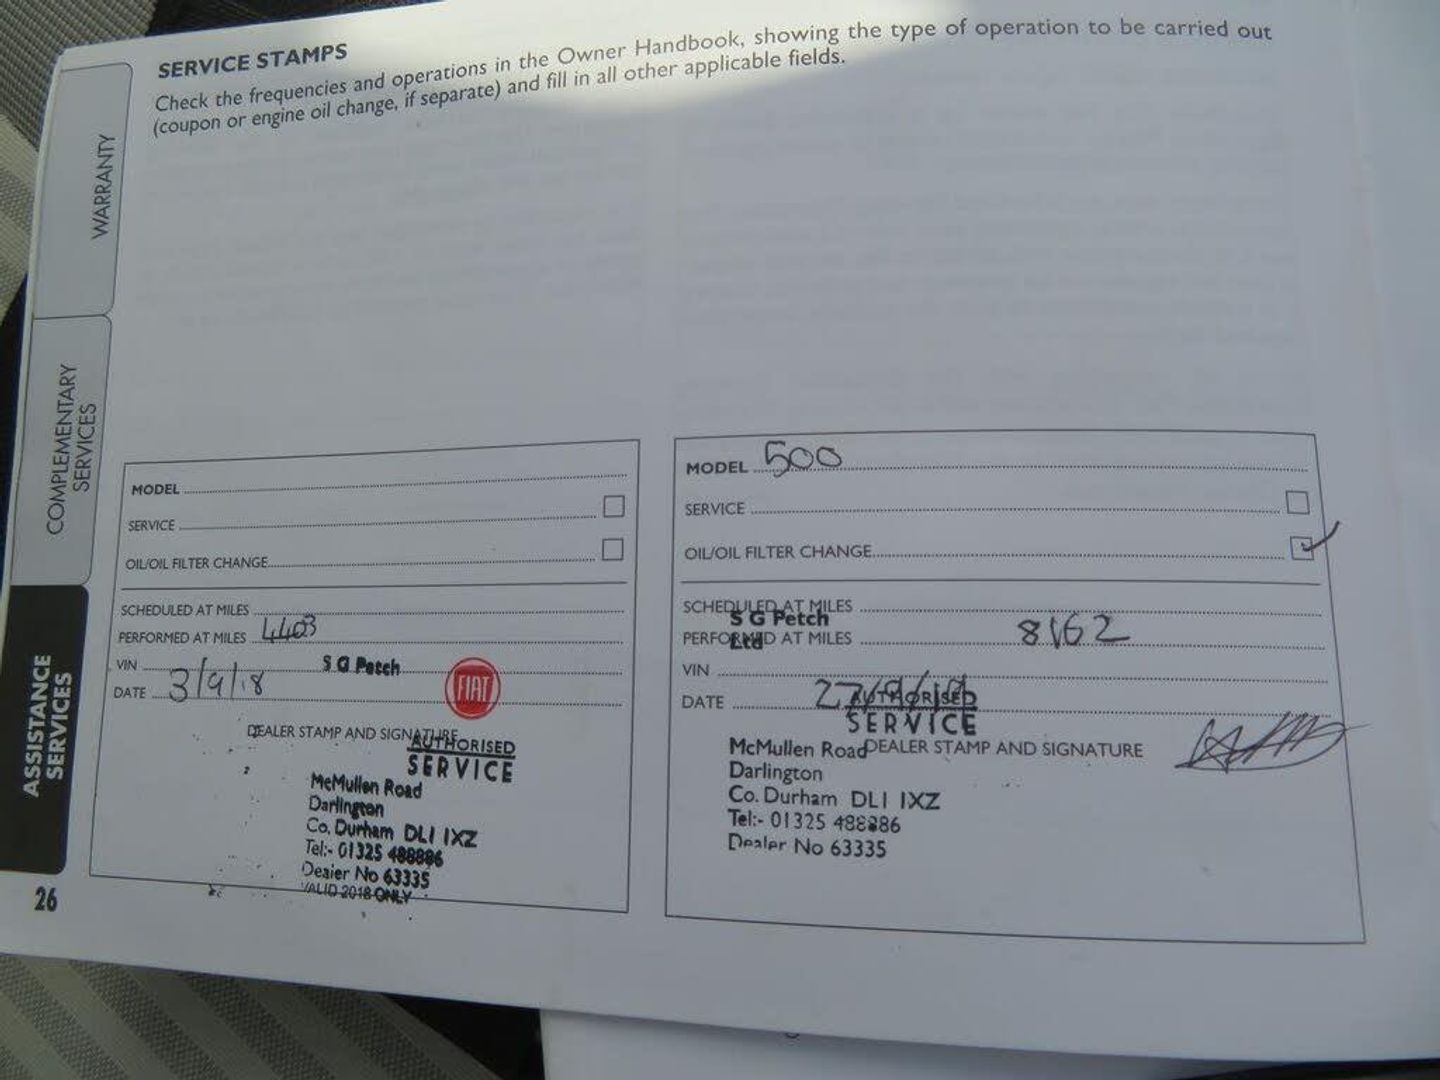 SERVICE STAMPS
Check the frequencies and operations in the Owner Handbook, showing the type of operation to be carried out
(coupon or engine oil change, if separate) and fill in all other applicable fields.
WARRANTY
COMPLEMENTARY
SERVICES
ASSISTANCE
SERVICES
26
MODEL
SERVICE
OIL/OIL FILTER CHANGE
SCHEDULED AT MILES
PERFORMED AT MILES 4403
VIN
S G Petch
FIAT
DATE 3/9/18
DEALER STAMP AND SIGNATURE
AUTHORISED
SERVICE
McMullen Road
Darlington
Co. Durham DL1 1XZ
Tel:- 01325 488886
Dealer No 63335
VALID 2018 ONLY
MODEL 500
SERVICE
OIL/OIL FILTER CHANGE
SCHEDULED AT MILES
S G Petch
Ltd
PERFORMED AT MILES 8162
VIN
DATE
AUTHORISED
SERVICE
DEALER STAMP AND SIGNATURE
McMullen Road
Darlington
Co. Durham DL1 1XZ
Tel:- 01325 488886
Dealer No 63335